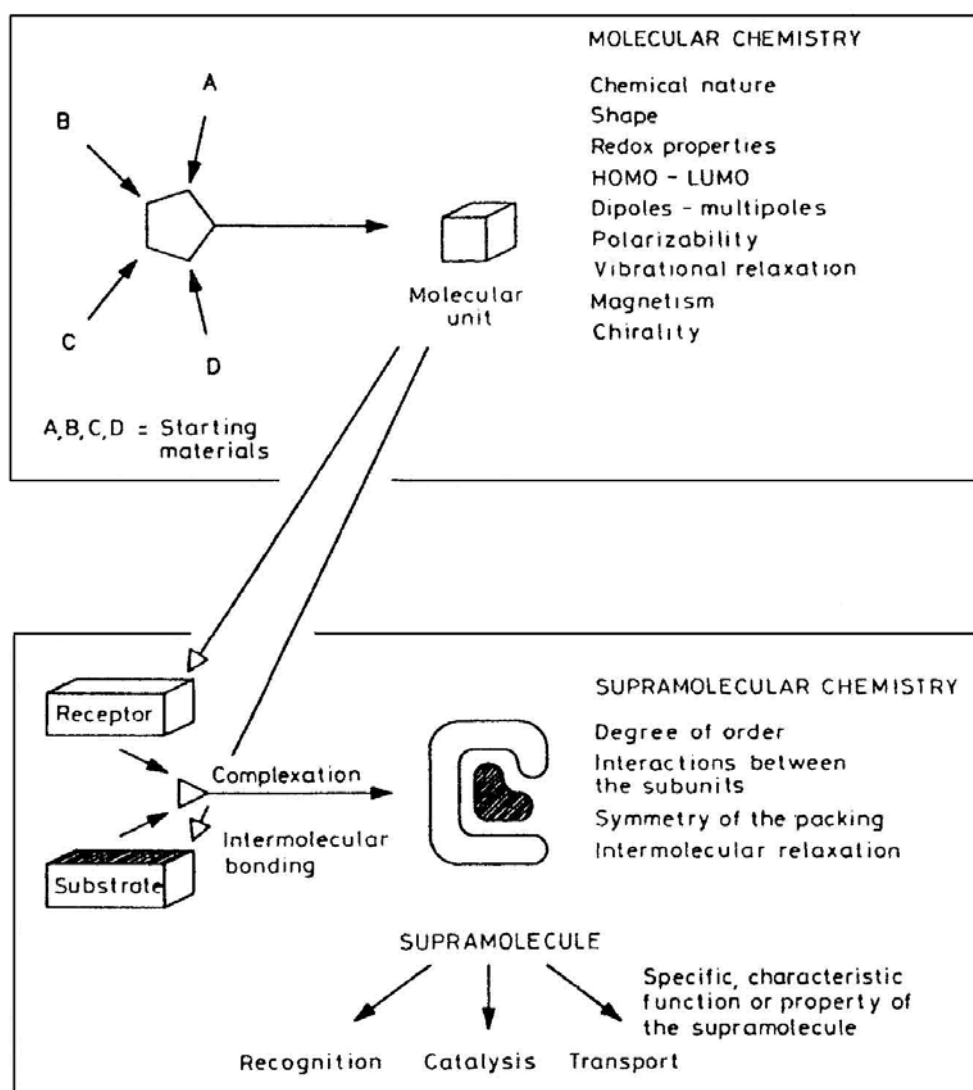 MOLECULAR CHEMISTRY
A
B
C
D
A,B,C,D = Starting
materials
Molecular
unit
Chemical nature
Shape
Redox properties
HOMO - LUMO
Dipoles - multipoles
Polarizability
Vibrational relaxation
Magnetism
Chirality
Receptor
Substrate
Complexation
Intermolecular
bonding
SUPRAMOLECULAR CHEMISTRY
Degree of order
Interactions between
the subunits
Symmetry of the packing
Intermolecular relaxation
SUPRAMOLECULE
Specific, characteristic
function or property of
the supramolecule
Recognition
Catalysis
Transport